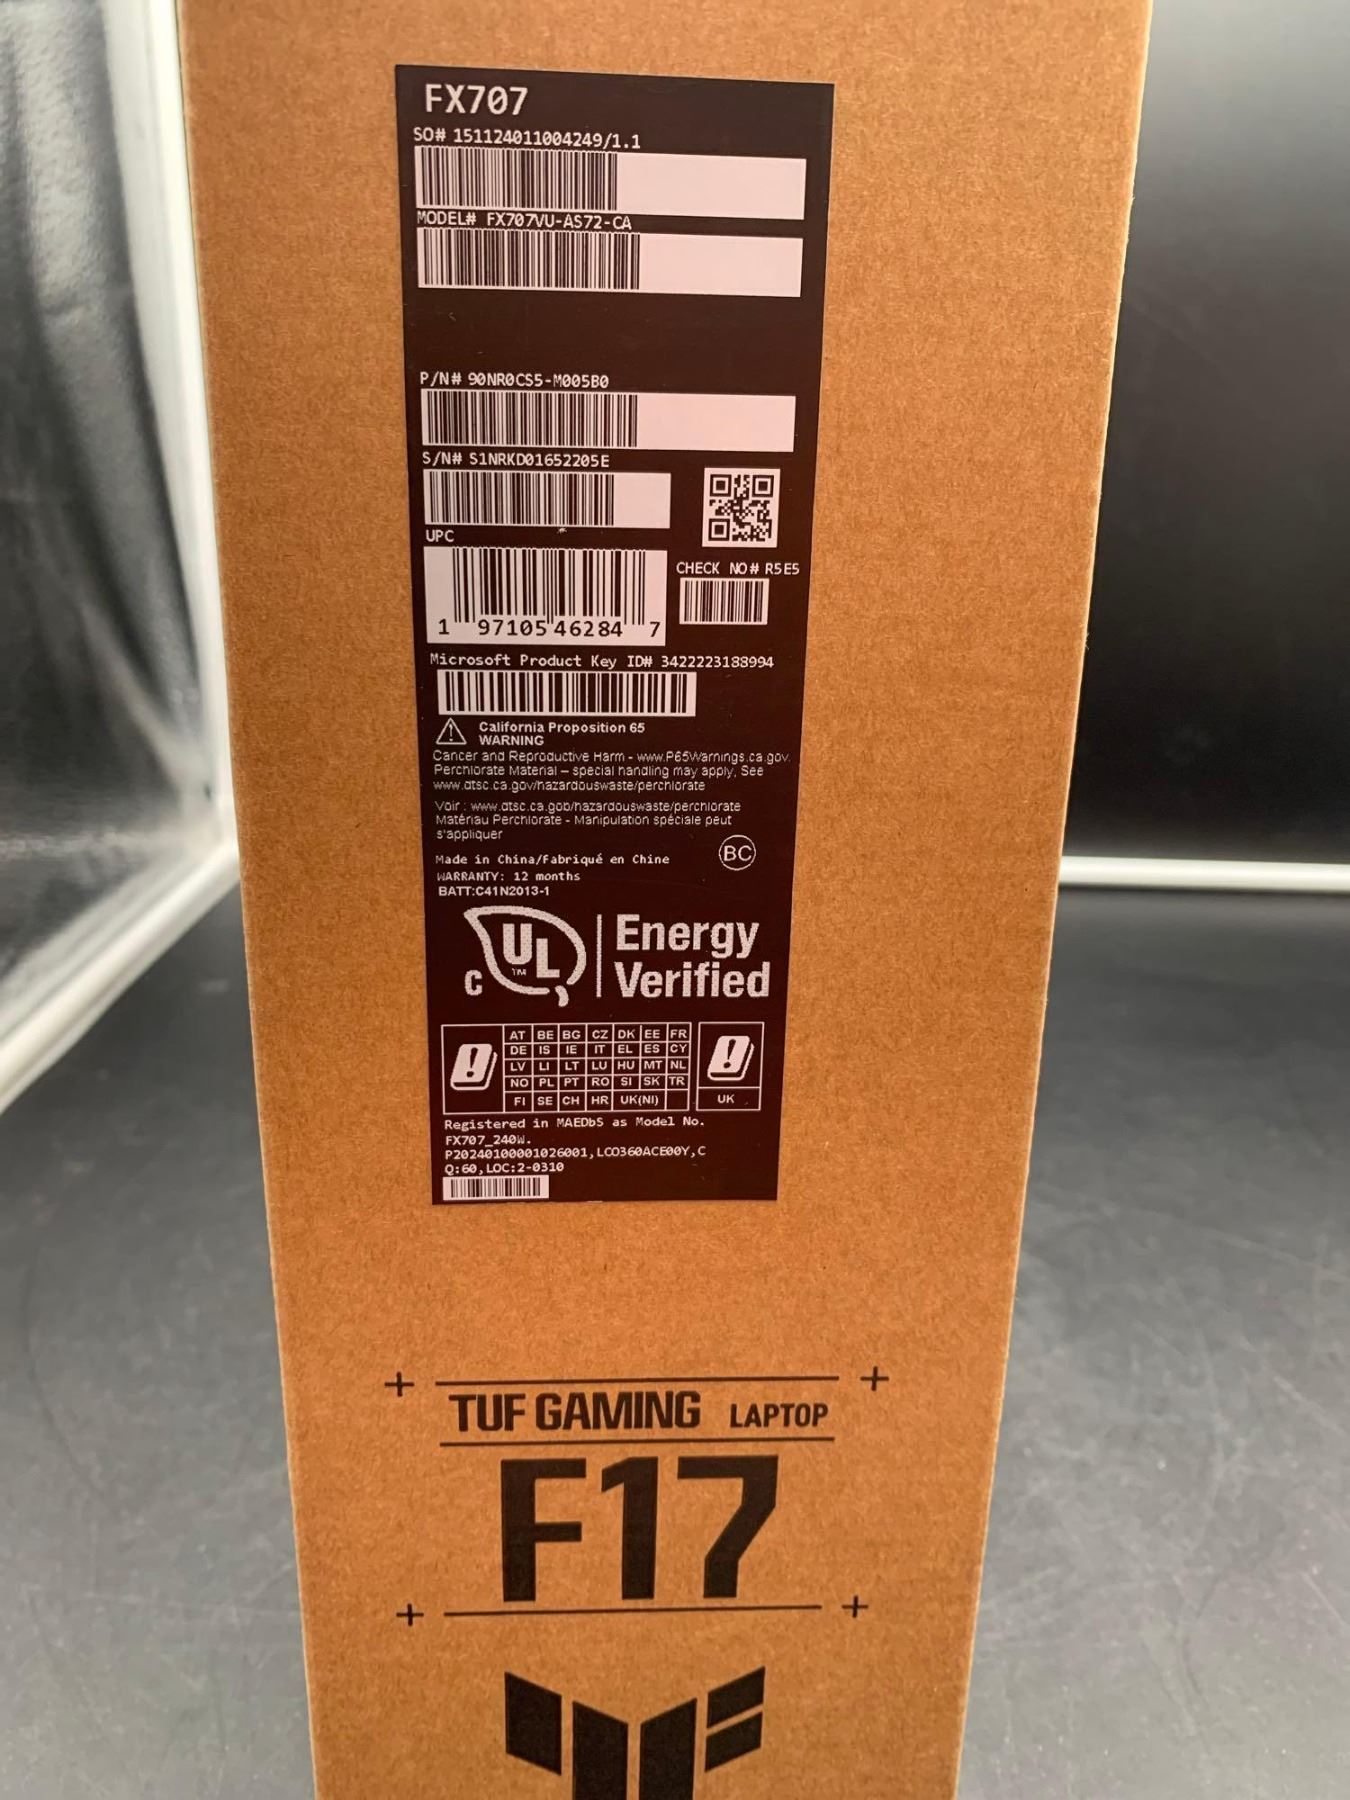 FX707
SO# 151124011004249/1.1
MODEL# FX707VU-AS72-CA
P/N# 90NR0CS5-M005B0
S/N# S1NRKD01652205E
UPC
CHECK NO# R5E5
1 97105 46284 7
Microsoft Product Key ID# 3422223188994
California Proposition 65
WARNING
Cancer and Reproductive Harm - www.P65Warnings.ca.gov.
Perchlorate Material – special handling may apply, See
www.dtsc.ca.gov/hazardouswaste/perchlorate
Voir : www.dtsc.ca.gob/hazardouswaste/perchlorate
Matériau Perchlorate - Manipulation spéciale peut
s'appliquer
BC
Made in China/Fabriqué en Chine
WARRANTY: 12 months
BATT:C41N2013-1
C UL TM Energy
Verified
AT BE BG CZ DK EE FR
DE IS IE IT EL ES CY
LV LI LT LU HU MT NL
NO PL PT RO SI SK TR
FI SE CH HR UK(NI)
UK
Registered in MAEDbS as Model No.
FX707_240W.
P20240100001026001,LCO360ACE00Y,C
Q:60,LOC:2-0310
TUF GAMING LAPTOP
F17